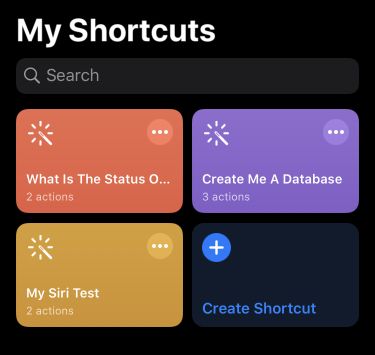 My Shortcuts
Search
What Is The Status O...
2 actions
Create Me A Database
3 actions
My Siri Test
2 actions
Create Shortcut